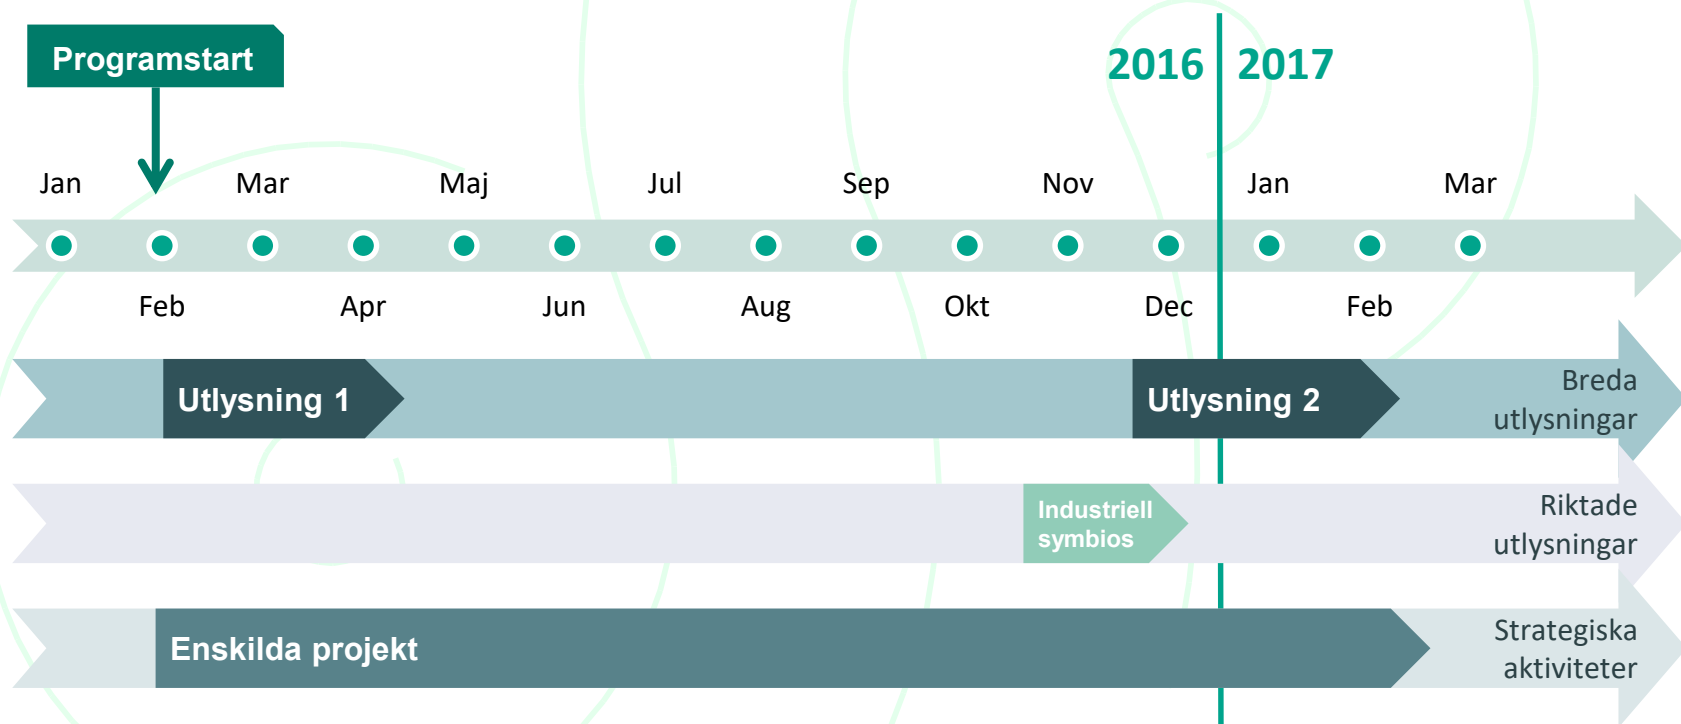 Programstart
2016 2017
Jan Mar Maj Jul Sep Nov Jan Mar
Feb Apr Jun Aug Okt Dec Feb
Utlysning 1
Utlysning 2
Breda
utlysningar
Industriell
symbios
Riktade
utlysningar
Enskilda projekt
Strategiska
aktiviteter